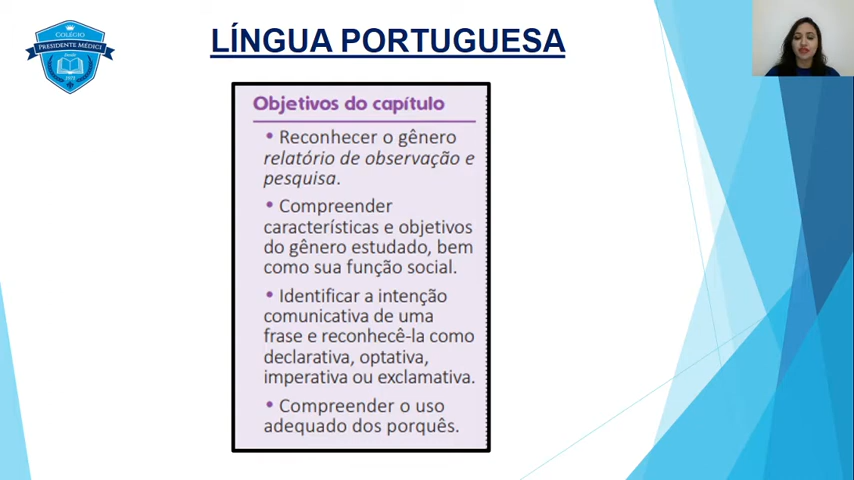 COLÉGIO
PRESIDENTE MÉDICI
LÍNGUA PORTUGUESA
Objetivos do capítulo
• Reconhecer o gênero
relatório de observação e
pesquisa.
• Compreender
características e objetivos
do gênero estudado, bem
como sua função social.
• Identificar a intenção
comunicativa de uma
frase e reconhecê-la como
declarativa, optativa,
imperativa ou exclamativa.
• Compreender o uso
adequado dos porquês.